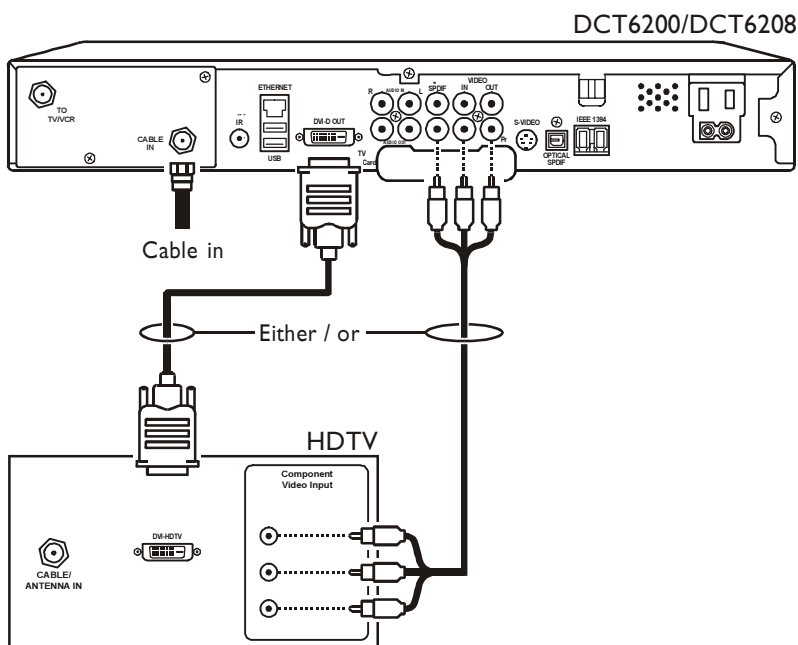 DCT6200/DCT6208
TO
TV/VCR
CABLE
IN
IR
ETHERNET
USB
DVI-D OUT
TV
Card
R
AUDIO IN
L
SPDIF
VIDEO
IN
OUT
AUDIO OUT
Pr
S-VIDEO
OPTICAL
SPDIF
IEEE 1394
Cable in
Either / or
HDTV
Component
Video Input
DVI-HDTV
CABLE/
ANTENNA IN